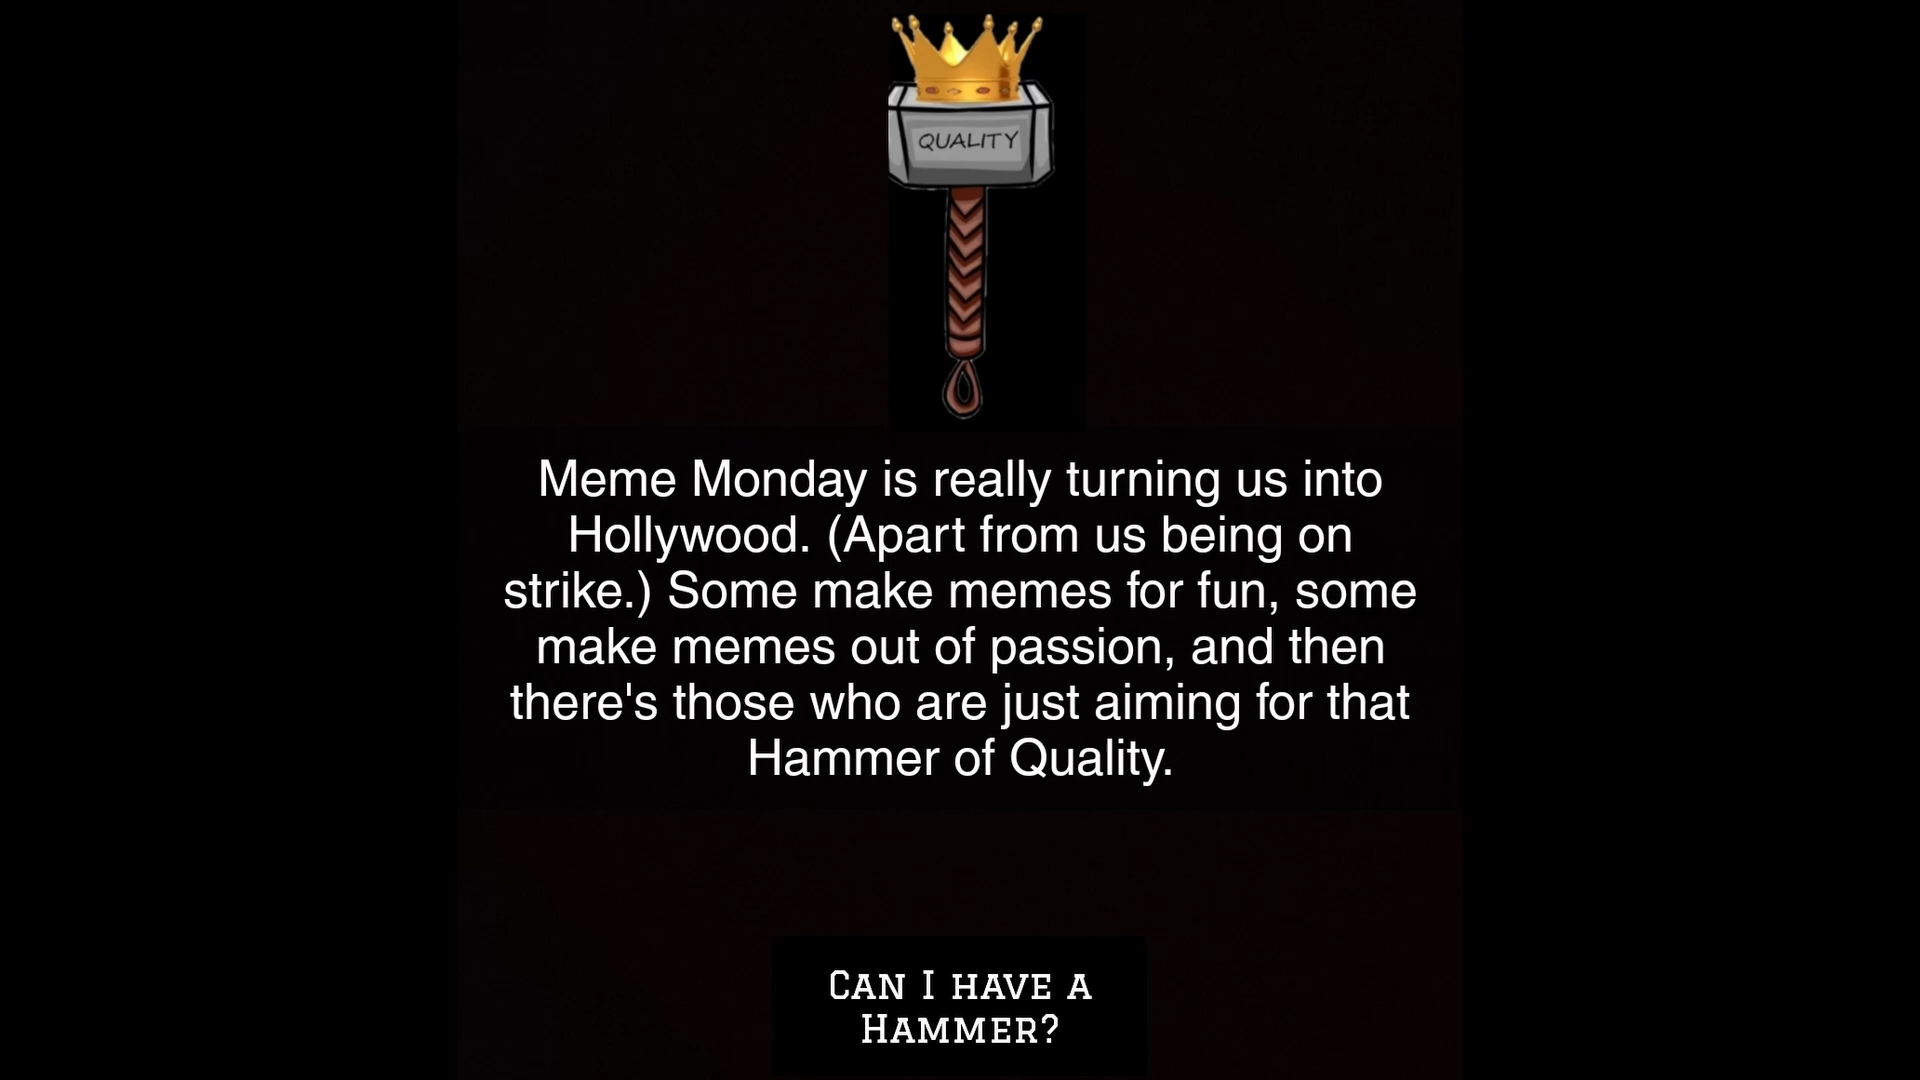 QUALITY
Meme Monday is really turning us into
Hollywood. (Apart from us being on
strike.) Some make memes for fun, some
make memes out of passion, and then
there's those who are just aiming for that
Hammer of Quality.
Can I have a
Hammer?